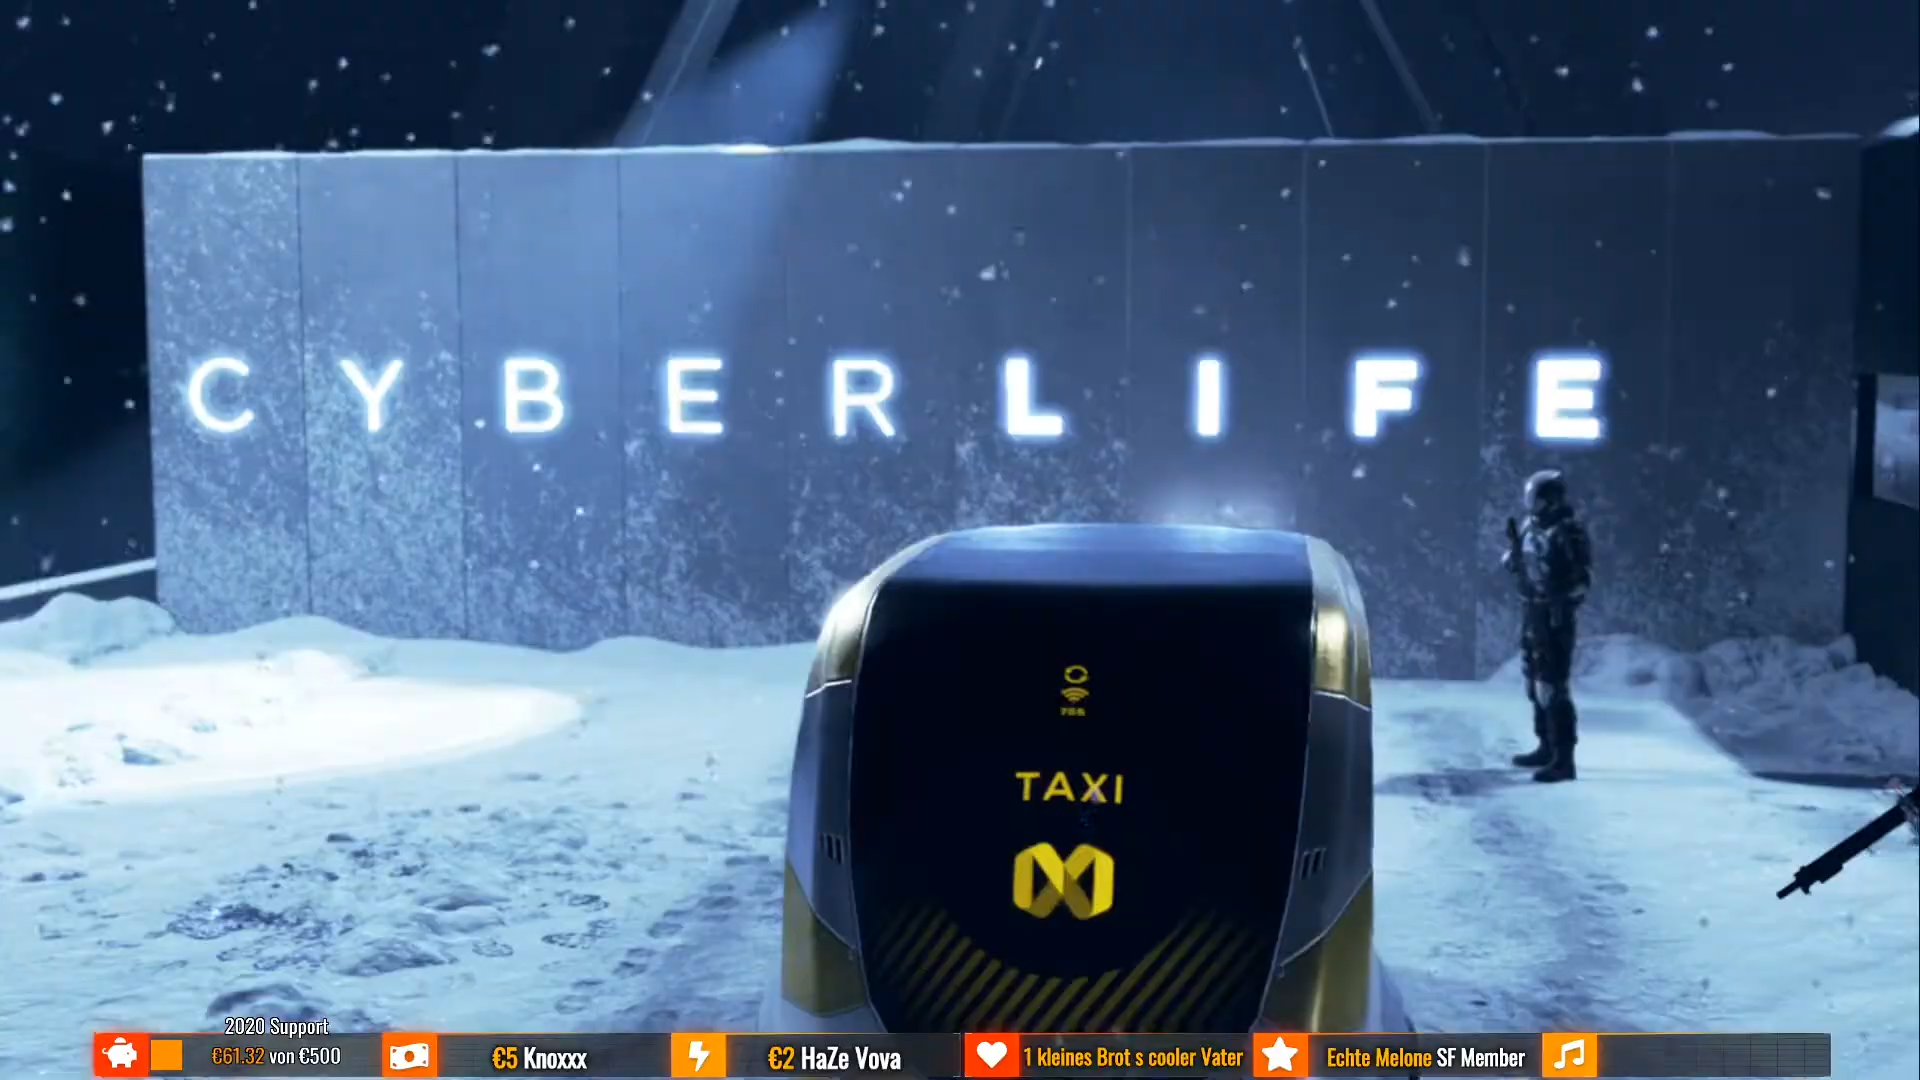 CYBERLIFE
TAXI
2020 Support
€61.32 von €500
€5 Knoxxx
€2 HaZe Vova
1 kleines Brot s cooler Vater
Echte Melone SF Member